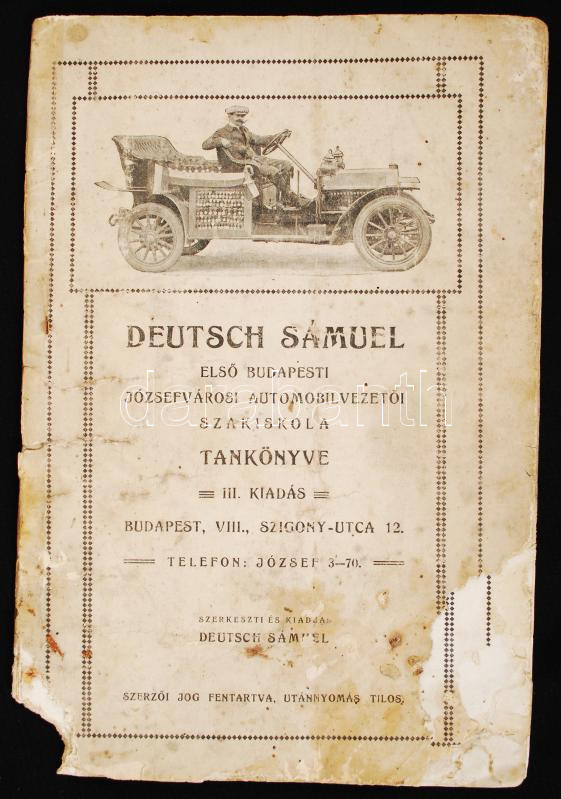 DEUTSCH SÁMUEL
ELSŐ BUDAPESTI
JÓZSEFVÁROSI AUTOMOBILVEZETŐI
SZAKISKOLA
TANKÖNYVE
III. KIADÁS
BUDAPEST, VIII., SZIGONY-UTCA 12.
TELEFON: JÓZSEF 3—70.
SZERKESZTI ÉS KIADJA:
DEUTSCH SÁMUEL
SZERZŐI JOG FENTARTVA, UTÁNNYOMÁS TILOS.
darabanth